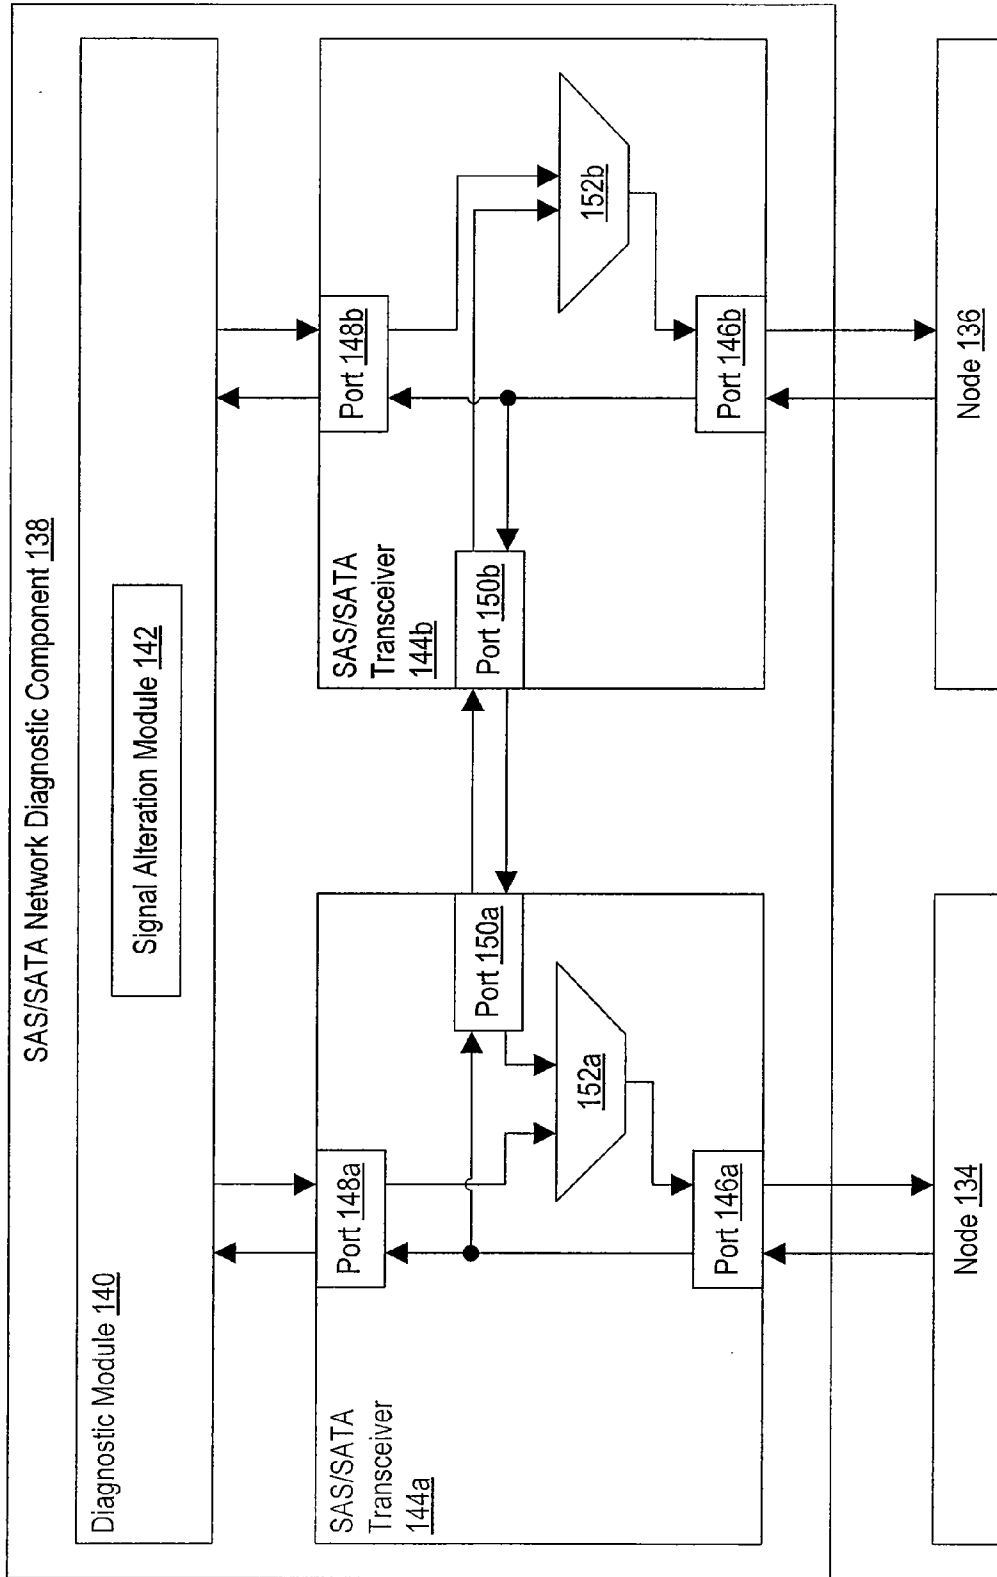 SAS/SATA Network Diagnostic Component 138
Diagnostic Module 140
Signal Alteration Module 142
SAS/SATA
Transceiver
144a
Port 148a
Port 150a
152a
Port 146a
SAS/SATA
Transceiver
144b
Port 148b
Port 150b
152b
Port 146b
Node 134
Node 136